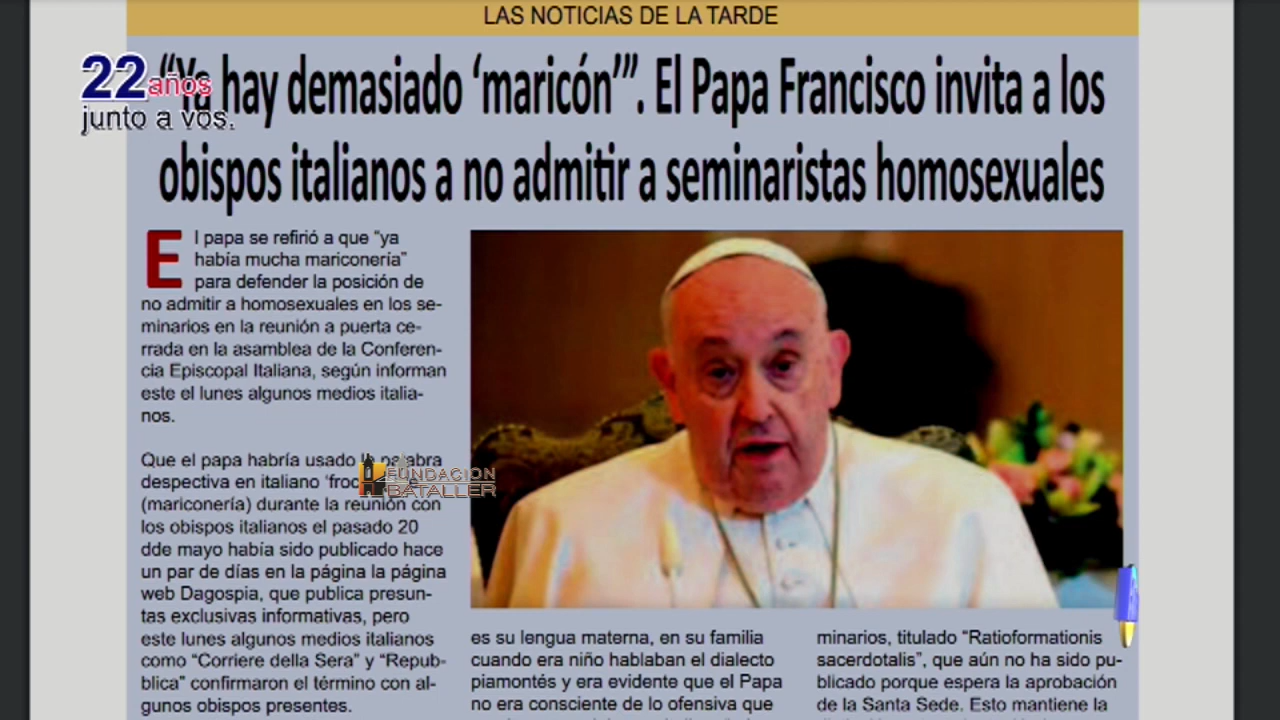 LAS NOTICIAS DE LA TARDE
22 años
junto a vos.
“Ya hay demasiado ‘maricón’”. El Papa Francisco invita a los
obispos italianos a no admitir a seminaristas homosexuales
El papa se refirió a que “ya
había mucha mariconería”
para defender la posición de
no admitir a homosexuales en los se-
minarios en la reunión a puerta ce-
rrada en la asamblea de la Conferen-
cia Episcopal Italiana, según informan
este el lunes algunos medios italia-
nos.
Que el papa habría usado la palabra
despectiva en italiano
(mariconería) durante la reunión con
los obispos italianos el pasado 20
dde mayo había sido publicado hace
un par de días en la página la página
web Dagospia, que publica presun-
tas exclusivas informativas, pero
este lunes algunos medios italianos
como “Corriere della Sera” y “Repub-
blica” confirmaron el término con al-
gunos obispos presentes.
FUNDACION
BATALLER
es su lengua materna, en su familia
cuando era niño hablaban el dialecto
piamontés y era evidente que el Papa
no era consciente de lo ofensiva que
minarios, titulado “Ratioformationis
sacerdotalis”, que aún no ha sido pu-
blicado porque espera la aprobación
de la Santa Sede. Esto mantiene la